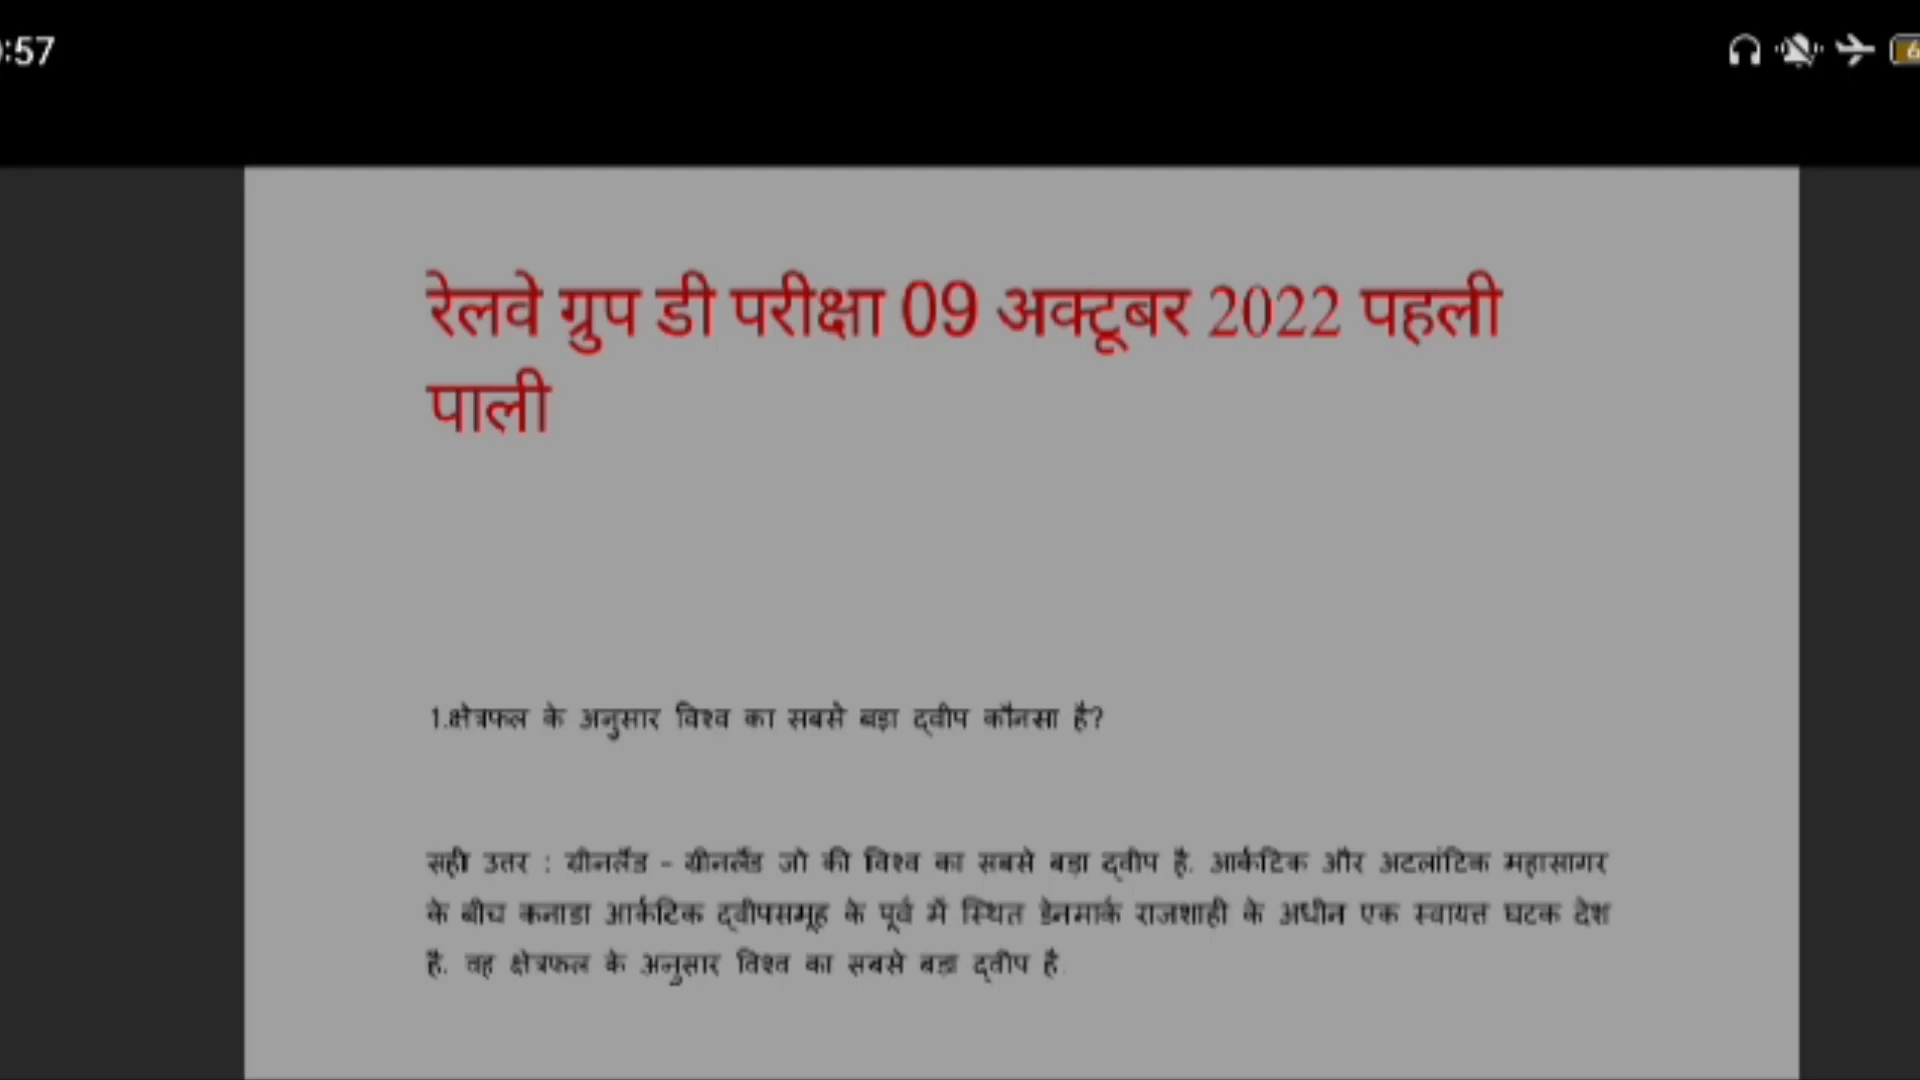 :57
6
रेलवे ग्रुप डी परीक्षा 09 अक्टूबर 2022 पहली
पाली
1.क्षेत्रफल के अनुसार विश्व का सबसे बड़ा द्वीप कौनसा है?
सही उत्तर : ग्रीनलैंड - ग्रीनलैंड जो की विश्व का सबसे बड़ा द्वीप है. आर्कटिक और अटलांटिक महासागर
के बीच कनाडा आर्कटिक द्वीपसमूह के पूर्व में स्थित डेनमार्क राजशाही के अधीन एक स्वायत्त घटक देश
है. वह क्षेत्रफल के अनुसार विश्व का सबसे बड़ा द्वीप है.